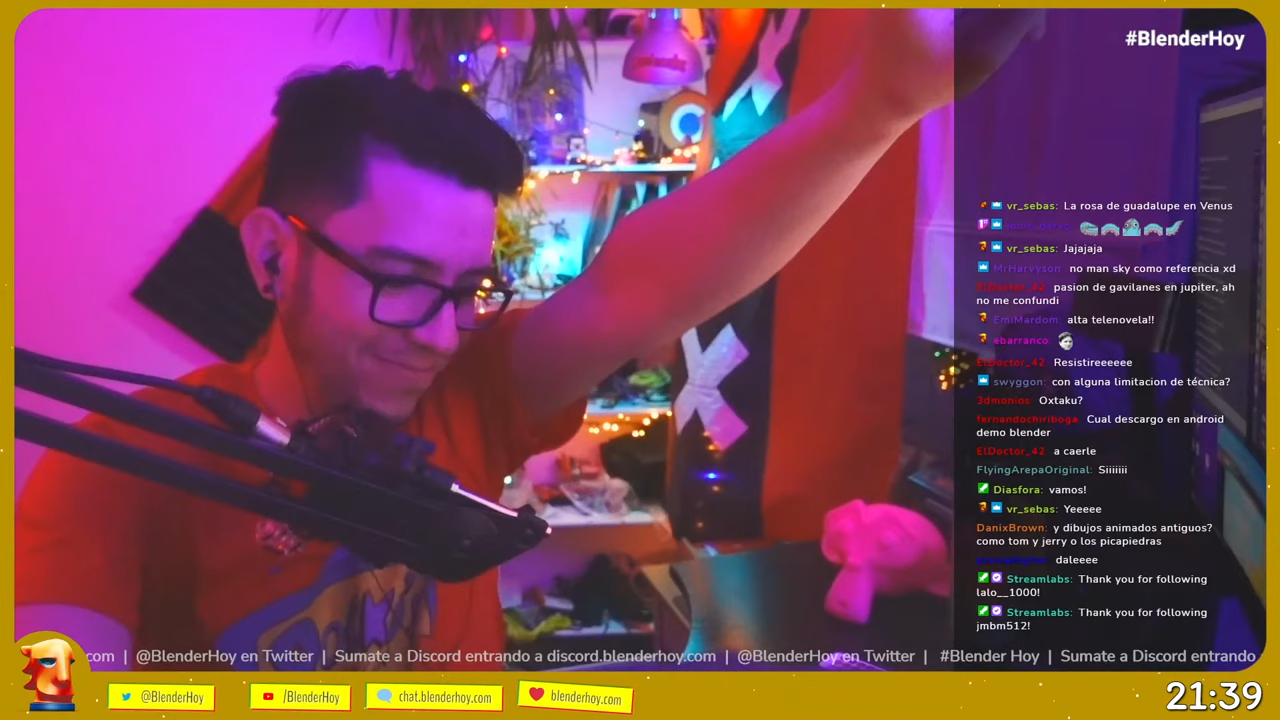 #BlenderHoy
vr_sebas: La rosa de guadalupe en Venus
vr_sebas: Jajajaja
MrHarvyson: no man sky como referencia xd
ElDoctor_42: pasion de gavilanes en jupiter, ah
no me confundi
EmiMardom: alta telenovela!!
ebarranco:
ElDoctor_42: Resistireeeeee
swyggon: con alguna limitacion de técnica?
3dmonios: Oxtaku?
fernandochiriboga: Cual descargo en android
demo blender
ElDoctor_42: a caerle
FlyingArepaOriginal: Siiiiiii
Diasfora: vamos!
vr_sebas: Yeeeee
DanixBrown: y dibujos animados antiguos?
como tom y jerry o los picapiedras
daleeee
Streamlabs: Thank you for following
lalo__1000!
Streamlabs: Thank you for following
jmbm512!
com | @BlenderHoy en Twitter | Sumate a Discord entrando a discord.blenderhoy.com | @BlenderHoy en Twitter | #Blender Hoy | Sumate a Discord entrando
@BlenderHoy /BlenderHoy chat.blenderhoy.com blenderhoy.com
21:39